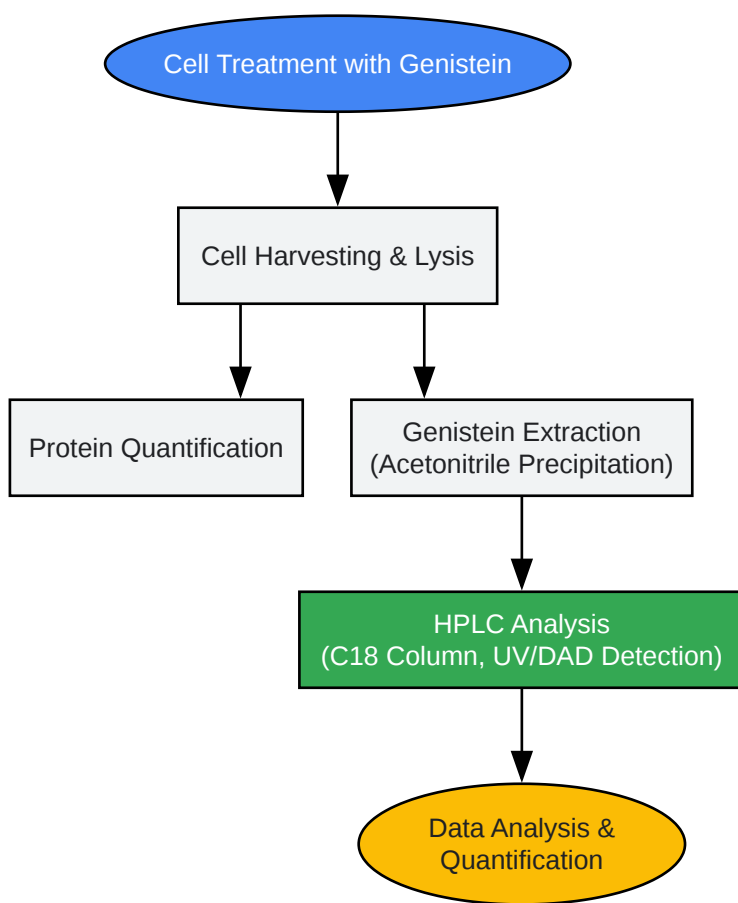 Cell Treatment with Genistein
Cell Harvesting & Lysis
Protein Quantification
Genistein Extraction
(Acetonitrile Precipitation)
HPLC Analysis
(C18 Column, UV/DAD Detection)
Data Analysis &
Quantification